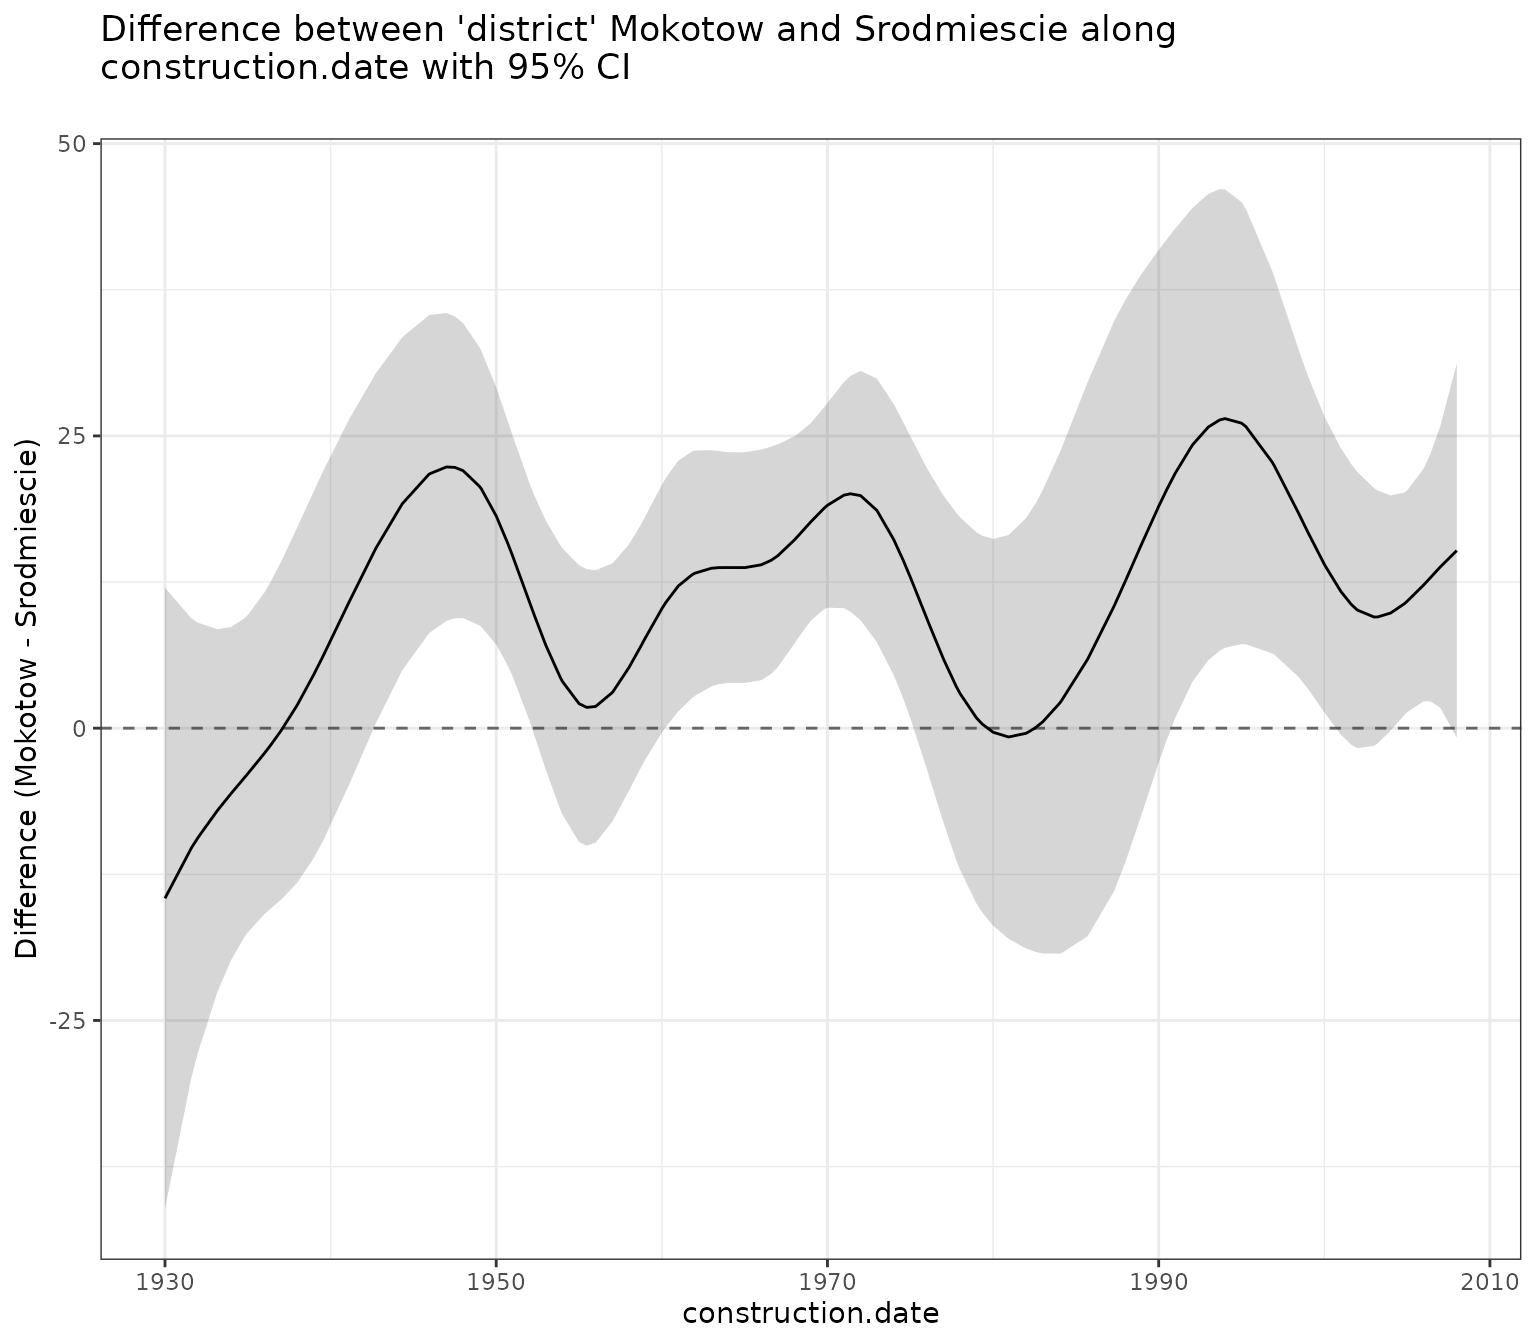 Difference between 'district' Mokotow and Srodmiescie along
construction.date with 95% CI
Difference (Mokotow - Srodmiescie)
50
25
0
-25
1930
1950
1970
1990
2010
construction.date